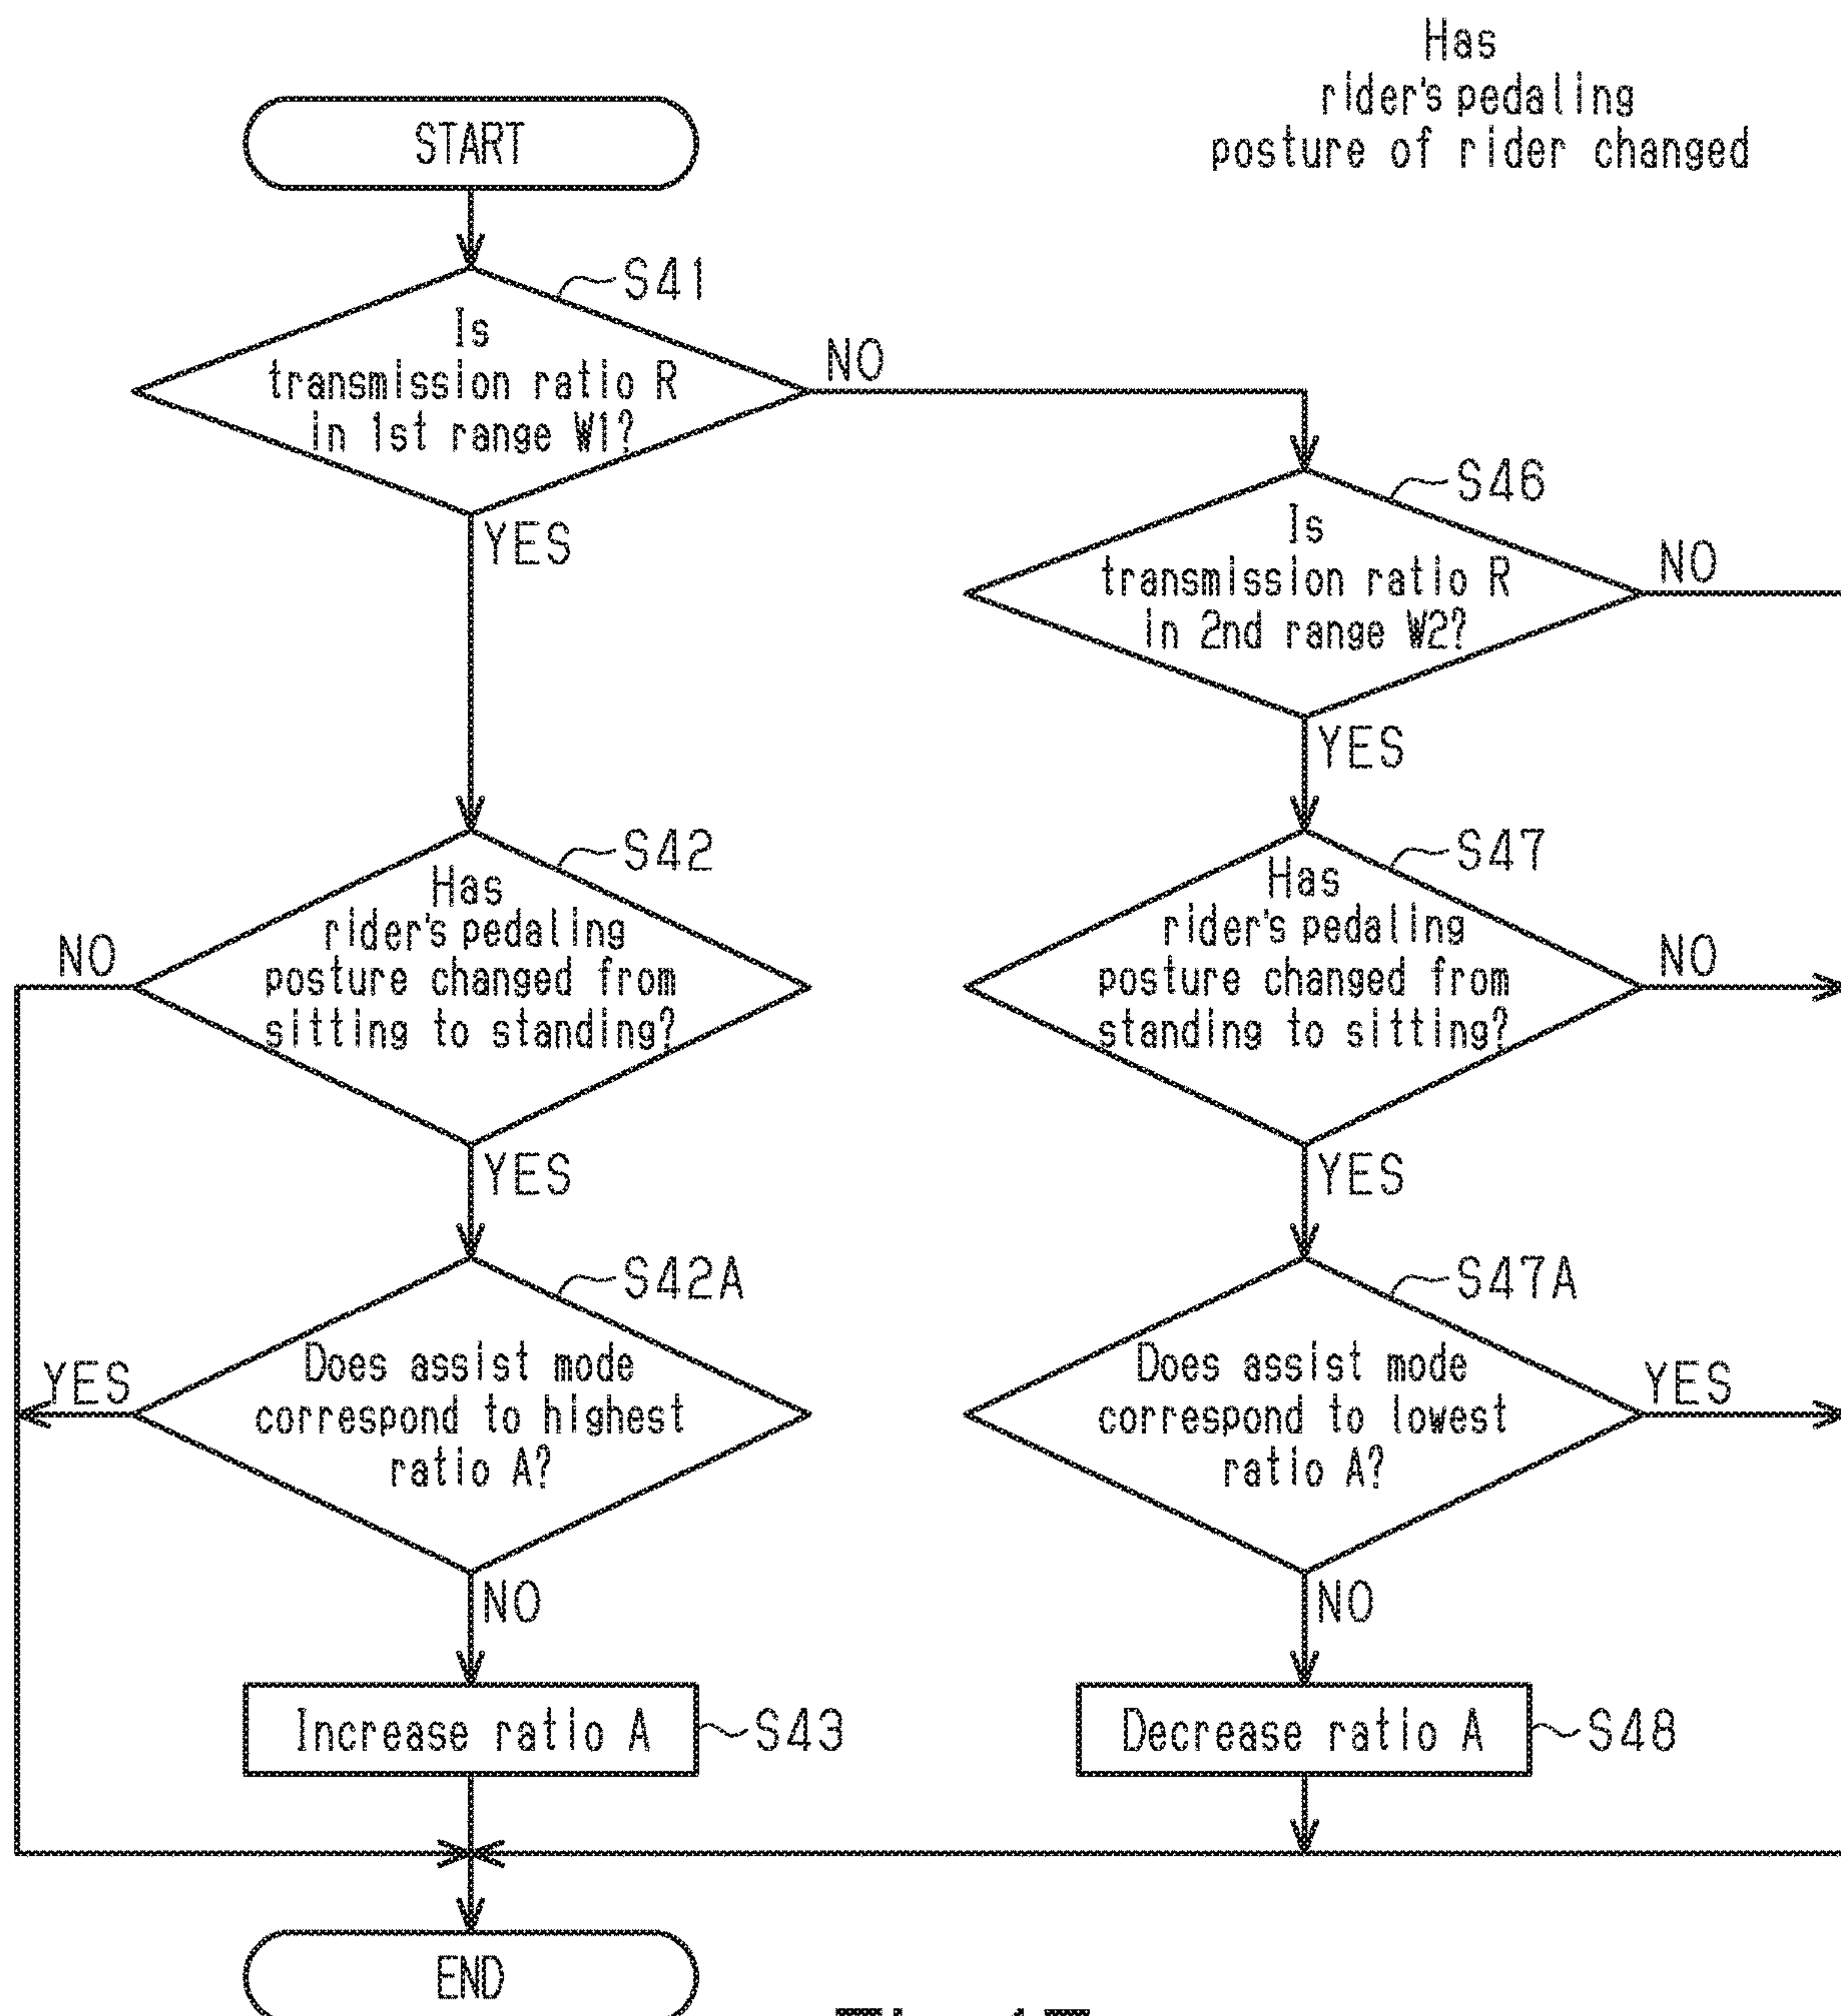 Has
rider's pedaling
posture of rider changed
START
S41
Is
transmission ratio R
in 1st range W1?
NO
YES
S46
Is
transmission ratio R
in 2nd range W2?
NO
YES
S42
Has
rider's pedaling
posture changed from
sitting to standing?
NO
YES
S47
Has
rider's pedaling
posture changed from
standing to sitting?
NO
YES
S42A
Does assist mode
correspond to highest
ratio A?
YES
NO
S47A
Does assist mode
correspond to lowest
ratio A?
YES
NO
Increase ratio A
S43
Decrease ratio A
S48
END